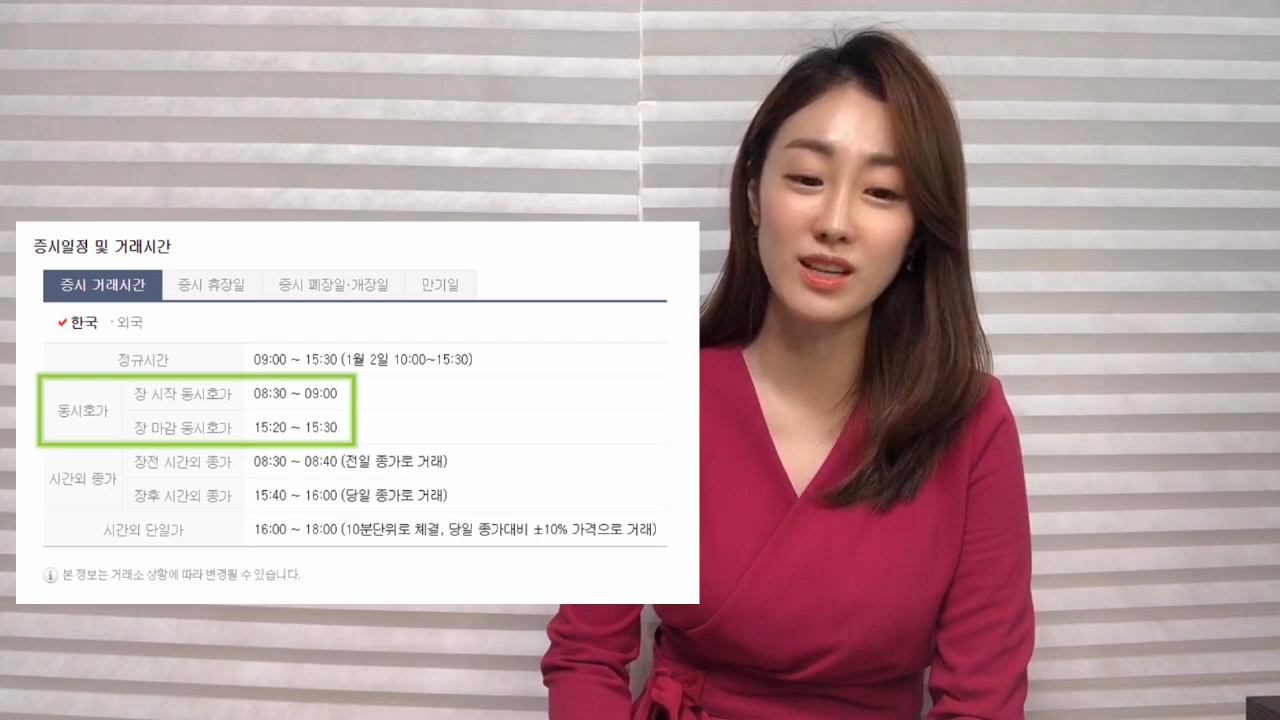 증시일정 및 거래시간
증시 거래시간 증시 휴장일 증시 폐장일·개장일 만기일
한국 · 외국
정규시간 09:00 ~ 15:30 (1월 2일 10:00~15:30)
동시호가
장 시작 동시호가 08:30 ~ 09:00
장 마감 동시호가 15:20 ~ 15:30
시간외 종가
장전 시간외 종가 08:30 ~ 08:40 (전일 종가로 거래)
장후 시간외 종가 15:40 ~ 16:00 (당일 종가로 거래)
시간외 단일가 16:00 ~ 18:00 (10분단위로 체결, 당일 종가대비 ±10% 가격으로 거래)
본 정보는 거래소 상황에 따라 변경될 수 있습니다.